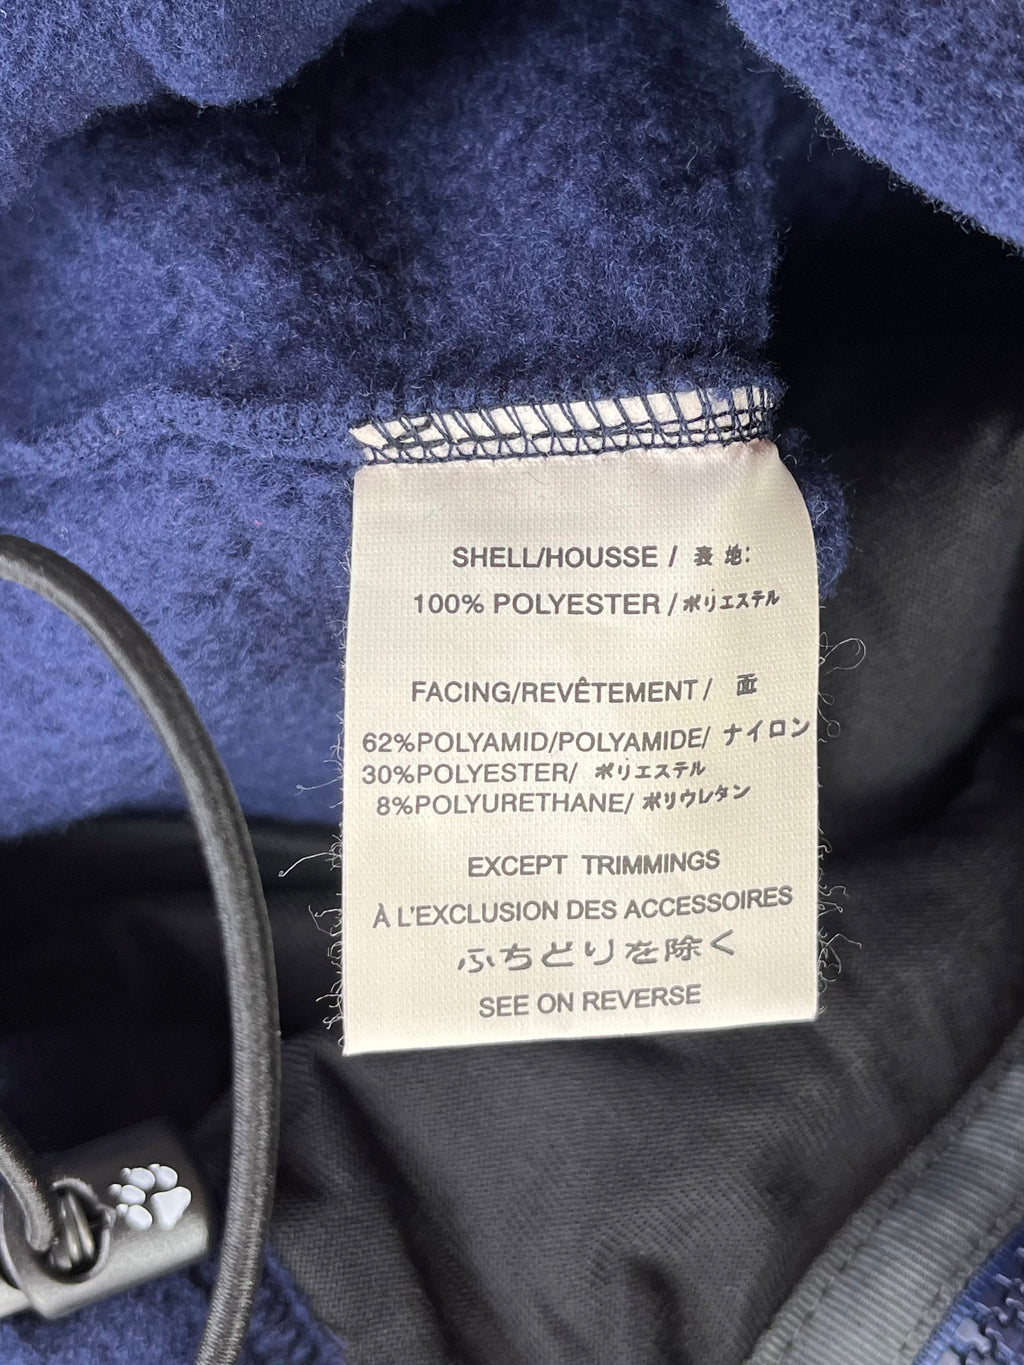 SHELL/HOUSSE / 表 地:
100% POLYESTER / ポリエステル
FACING/REVÊTEMENT / 面
62%POLYAMID/POLYAMIDE/ ナイロン
30%POLYESTER/ ポリエステル
8%POLYURETHANE/ ポリウレタン
EXCEPT TRIMMINGS
À L'EXCLUSION DES ACCESSOIRES
ふちどりを除く
SEE ON REVERSE